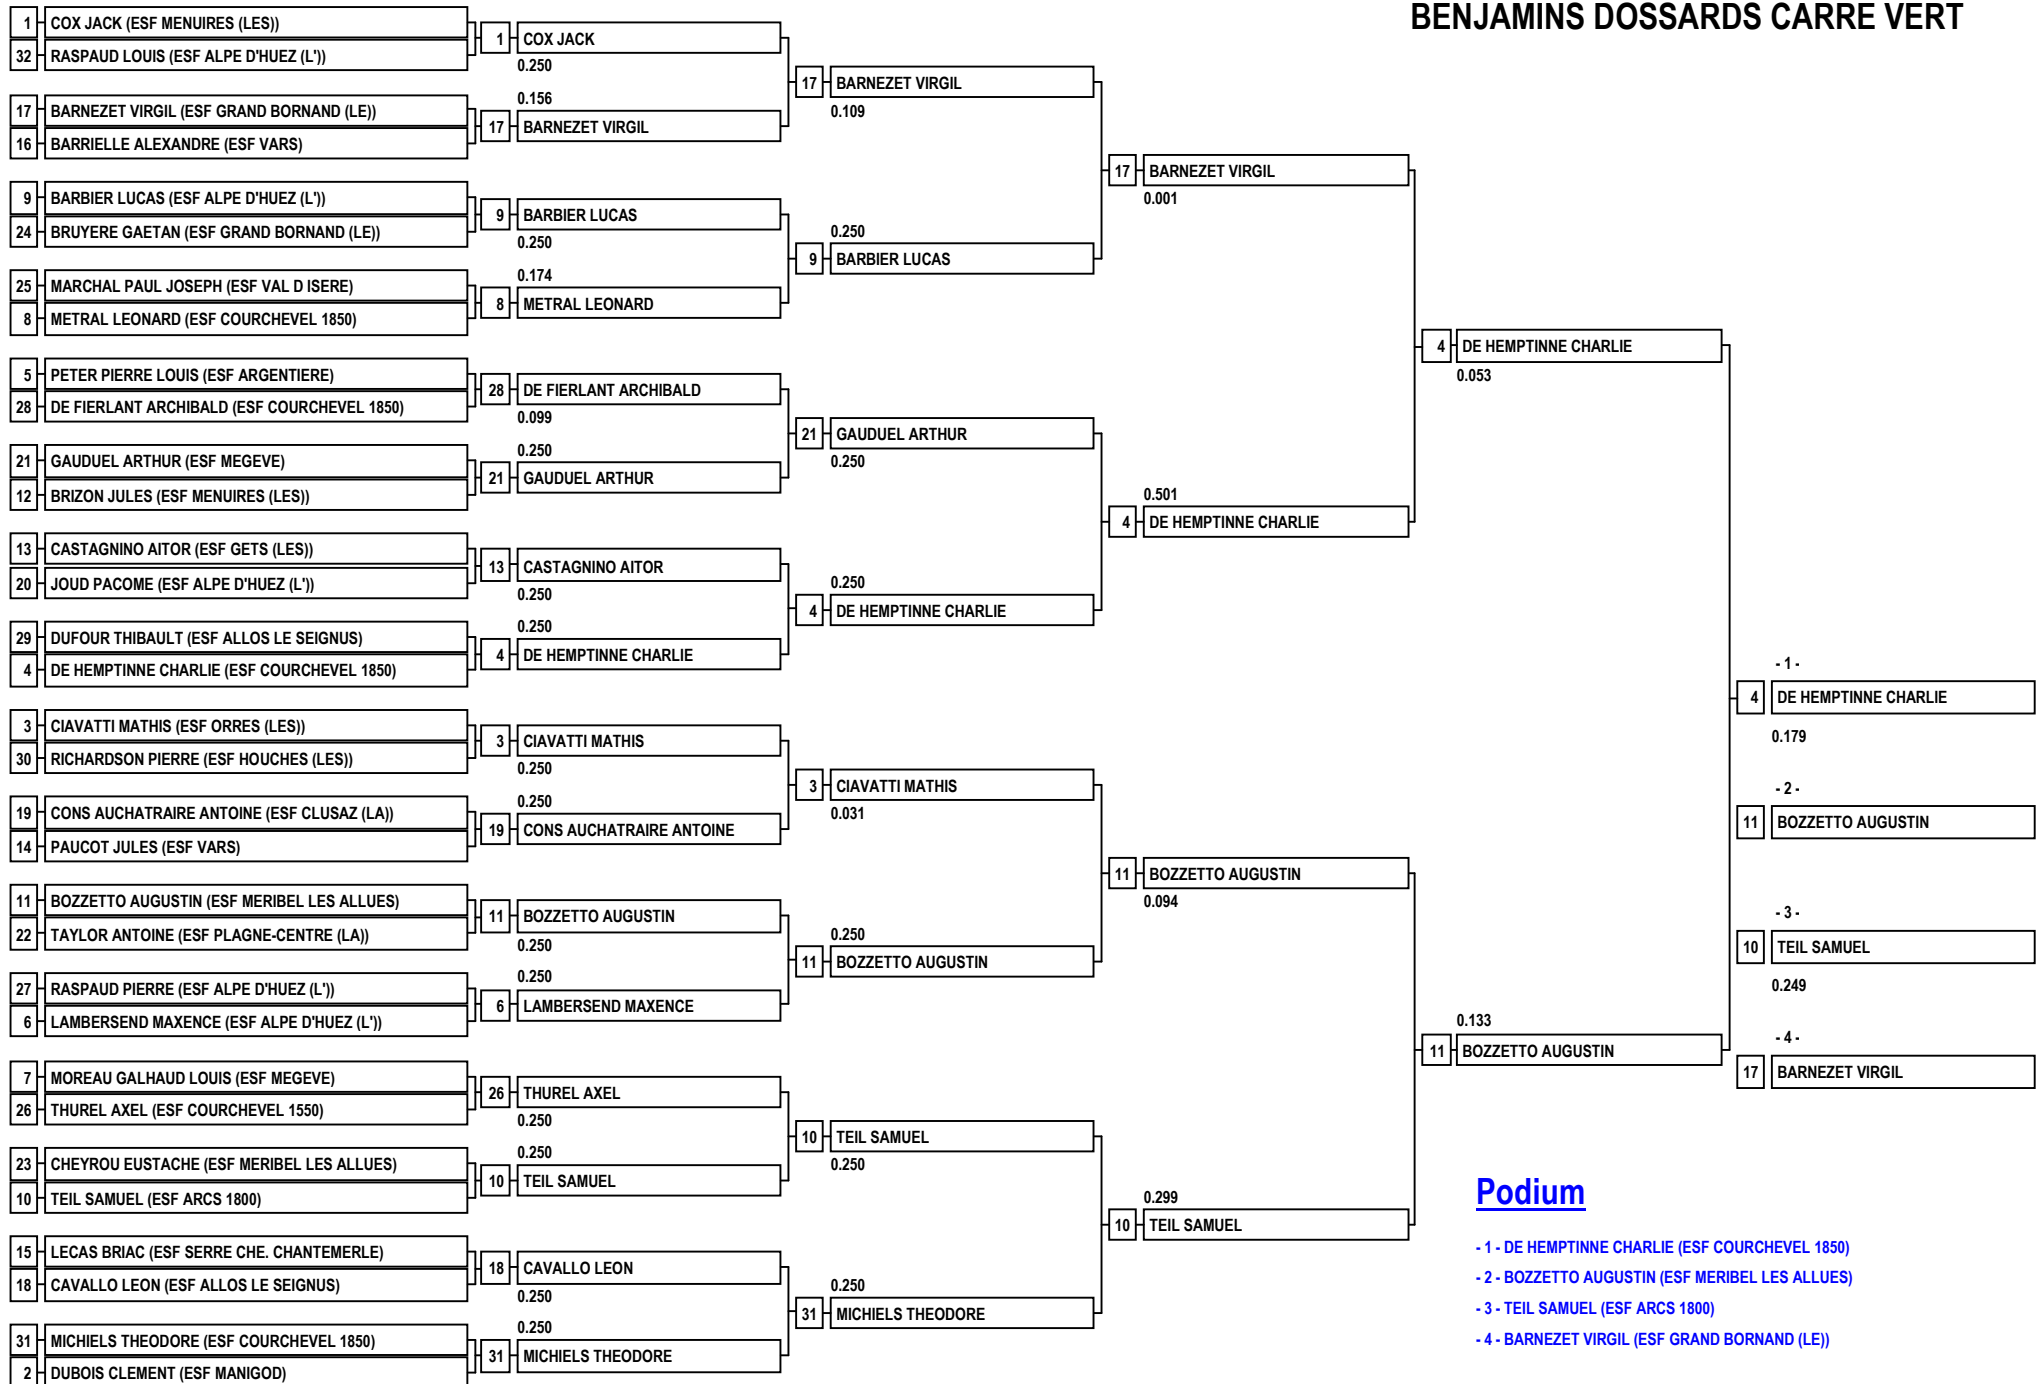 BENJAMINS DOSSARDS CARRE VERT
1 COX JACK (ESF MENUIRES (LES))
32 RASPAUD LOUIS (ESF ALPE D'HUEZ (L'))
17 BARNEZET VIRGIL (ESF GRAND BORNAND (LE))
16 BARRIELLE ALEXANDRE (ESF VARS)
9 BARBIER LUCAS (ESF ALPE D'HUEZ (L'))
24 BRUYERE GAETAN (ESF GRAND BORNAND (LE))
25 MARCHAL PAUL JOSEPH (ESF VAL D ISERE)
8 METRAL LEONARD (ESF COURCHEVEL 1850)
5 PETER PIERRE LOUIS (ESF ARGENTIERE)
28 DE FIERLANT ARCHIBALD (ESF COURCHEVEL 1850)
21 GAUDUEL ARTHUR (ESF MEGEVE)
12 BRIZON JULES (ESF MENUIRES (LES))
13 CASTAGNINO AITOR (ESF GETS (LES))
20 JOUD PACOME (ESF ALPE D'HUEZ (L'))
29 DUFOUR THIBAULT (ESF ALLOS LE SEIGNUS)
4 DE HEMPTINNE CHARLIE (ESF COURCHEVEL 1850)
3 CIAVATTI MATHIS (ESF ORRES (LES))
30 RICHARDSON PIERRE (ESF HOUCHES (LES))
19 CONS AUCHATRAIRE ANTOINE (ESF CLUSAZ (LA))
14 PAUCOT JULES (ESF VARS)
11 BOZZETTO AUGUSTIN (ESF MERIBEL LES ALLUES)
22 TAYLOR ANTOINE (ESF PLAGNE-CENTRE (LA))
27 RASPAUD PIERRE (ESF ALPE D'HUEZ (L'))
6 LAMBERSEND MAXENCE (ESF ALPE D'HUEZ (L'))
7 MOREAU GALHAUD LOUIS (ESF MEGEVE)
26 THUREL AXEL (ESF COURCHEVEL 1550)
23 CHEYROU EUSTACHE (ESF MERIBEL LES ALLUES)
10 TEIL SAMUEL (ESF ARCS 1800)
15 LECAS BRIAC (ESF SERRE CHE. CHANTEMERLE)
18 CAVALLO LEON (ESF ALLOS LE SEIGNUS)
31 MICHIELS THEODORE (ESF COURCHEVEL 1850)
2 DUBOIS CLEMENT (ESF MANIGOD)
1 COX JACK
0.250
0.156
17 BARNEZET VIRGIL
9 BARBIER LUCAS
0.250
0.174
8 METRAL LEONARD
28 DE FIERLANT ARCHIBALD
0.099
0.250
21 GAUDUEL ARTHUR
13 CASTAGNINO AITOR
0.250
0.250
4 DE HEMPTINNE CHARLIE
3 CIAVATTI MATHIS
0.250
0.250
19 CONS AUCHATRAIRE ANTOINE
11 BOZZETTO AUGUSTIN
0.250
0.250
6 LAMBERSEND MAXENCE
26 THUREL AXEL
0.250
0.250
10 TEIL SAMUEL
18 CAVALLO LEON
0.250
0.250
31 MICHIELS THEODORE
17 BARNEZET VIRGIL
0.109
0.250
9 BARBIER LUCAS
21 GAUDUEL ARTHUR
0.250
0.250
4 DE HEMPTINNE CHARLIE
3 CIAVATTI MATHIS
0.031
0.250
11 BOZZETTO AUGUSTIN
10 TEIL SAMUEL
0.250
0.250
31 MICHIELS THEODORE
17 BARNEZET VIRGIL
0.001
0.501
4 DE HEMPTINNE CHARLIE
11 BOZZETTO AUGUSTIN
0.094
0.299
10 TEIL SAMUEL
4 DE HEMPTINNE CHARLIE
0.053
0.133
11 BOZZETTO AUGUSTIN
- 1 -
4 DE HEMPTINNE CHARLIE
0.179
- 2 -
11 BOZZETTO AUGUSTIN
- 3 -
10 TEIL SAMUEL
0.249
- 4 -
17 BARNEZET VIRGIL
Podium
- 1 - DE HEMPTINNE CHARLIE (ESF COURCHEVEL 1850)
- 2 - BOZZETTO AUGUSTIN (ESF MERIBEL LES ALLUES)
- 3 - TEIL SAMUEL (ESF ARCS 1800)
- 4 - BARNEZET VIRGIL (ESF GRAND BORNAND (LE))